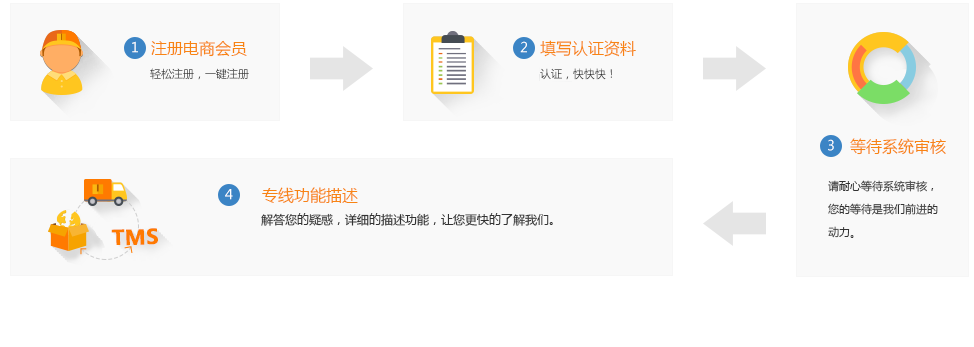 1 注册电商会员
轻松注册，一键注册
2 填写认证资料
认证，快快快！
3 等待系统审核
请耐心等待系统审核，
您的等待是我们前进的
动力。
4 专线功能描述
解答您的疑惑，详细的描述功能，让您更快的了解我们。
TMS